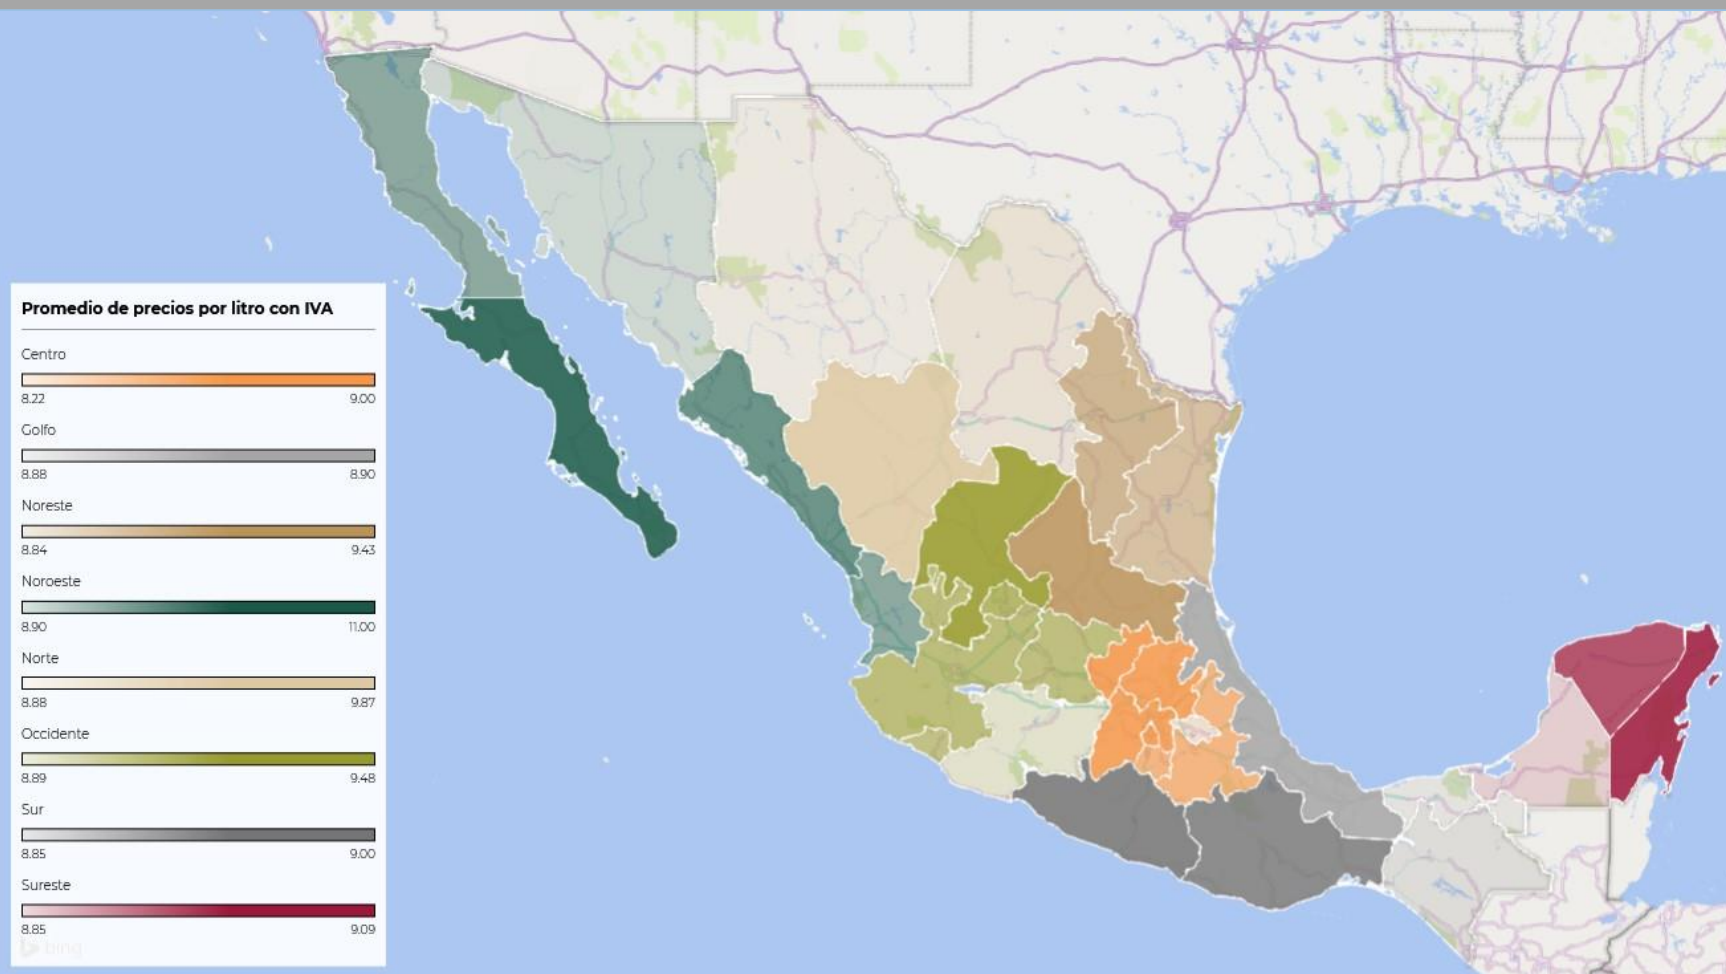 Promedio de precios por litro con IVA
Centro
8.22 9.00
Golfo
8.88 8.90
Noreste
8.84 9.43
Noroeste
8.90 11.00
Norte
8.88 9.87
Occidente
8.89 9.48
Sur
8.85 9.00
Sureste
8.85 9.09
bing